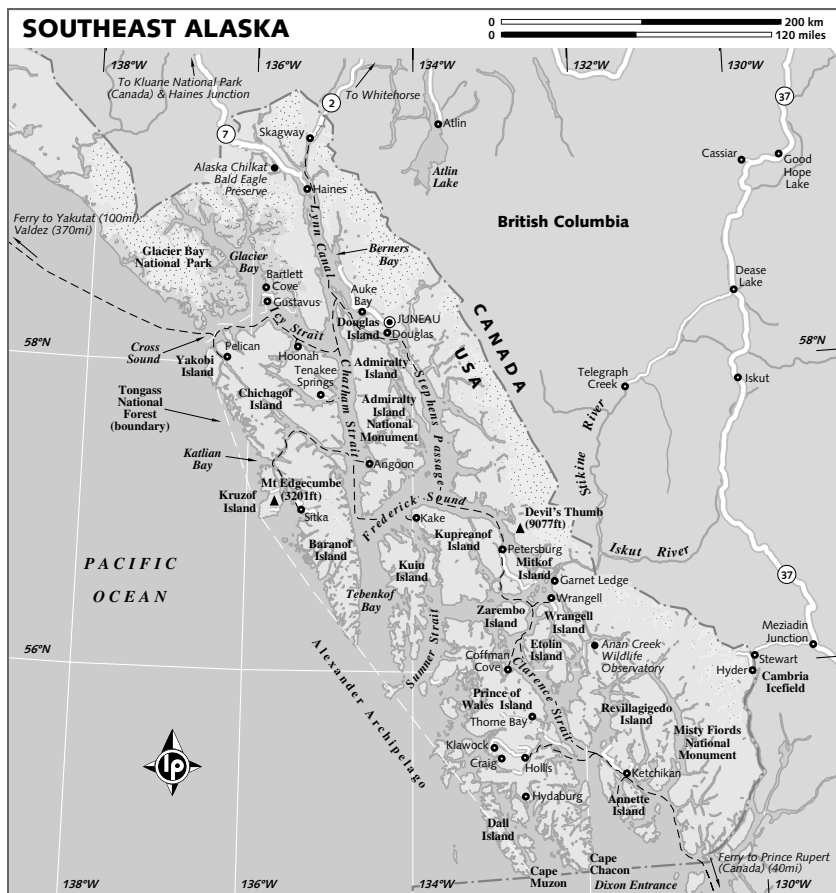 SOUTHEAST ALASKA
0 200 km
0 120 miles
138°W
136°W
134°W
132°W
130°W
To Kluane National Park
(Canada) & Haines Junction
To Whitehorse
2
7
37
Skagway
Atlin
Atlin
Lake
Cassiar
Good
Hope
Lake
Alaska Chilkat
Bald Eagle
Preserve
Haines
Ferry to Yakutat (100mi);
Valdez (370mi)
British Columbia
Lynn Canal
Berners
Bay
Glacier Bay
National Park
Glacier
Bay
Bartlett
Cove
Gustavus
Auke
Bay
JUNEAU
Douglas
Douglas
Island
CANADA
USA
Dease
Lake
58°N
58°N
Cross
Sound
Icy Strait
Pelican
Yakobi
Island
Hoonah
Tenakee
Springs
Chichagof
Island
Chatham Strait
Admiralty
Island
Admiralty
Island
National
Monument
Stephens Passage
Telegraph
Creek
Iskut
Stikine River
Tongass
National
Forest
(boundary)
Katlian
Bay
Angoon
Mt Edgecumbe
(3201ft)
Kruzof
Island
Sitka
Baranof
Island
Frederick Sound
Kake
Kupreanof
Island
Devil's Thumb
(9077ft)
Petersburg
Mitkof
Island
Iskut River
PACIFIC
OCEAN
Kuiu
Island
Tebenkof
Bay
Garnet Ledge
Wrangell
Zarembo
Island
Wrangell
Island
37
Meziadin
Junction
Sumner Strait
Etolin
Island
Anan Creek
Wildlife
Observatory
Stewart
Hyder
Cambria
Icefield
56°N
Coffman
Cove
Clarence Strait
Alexander Archipelago
Prince of
Wales Island
Thorne Bay
Revillagigedo
Island
Misty Fiords
National
Monument
Klawock
Craig
Hollis
Ketchikan
Hydaburg
Annette
Island
Dall
Island
lp
Cape
Muzon
Cape
Chacon
Dixon Entrance
Ferry to Prince Rupert
(Canada) (40mi)
138°W
136°W
134°W
132°W
130°W